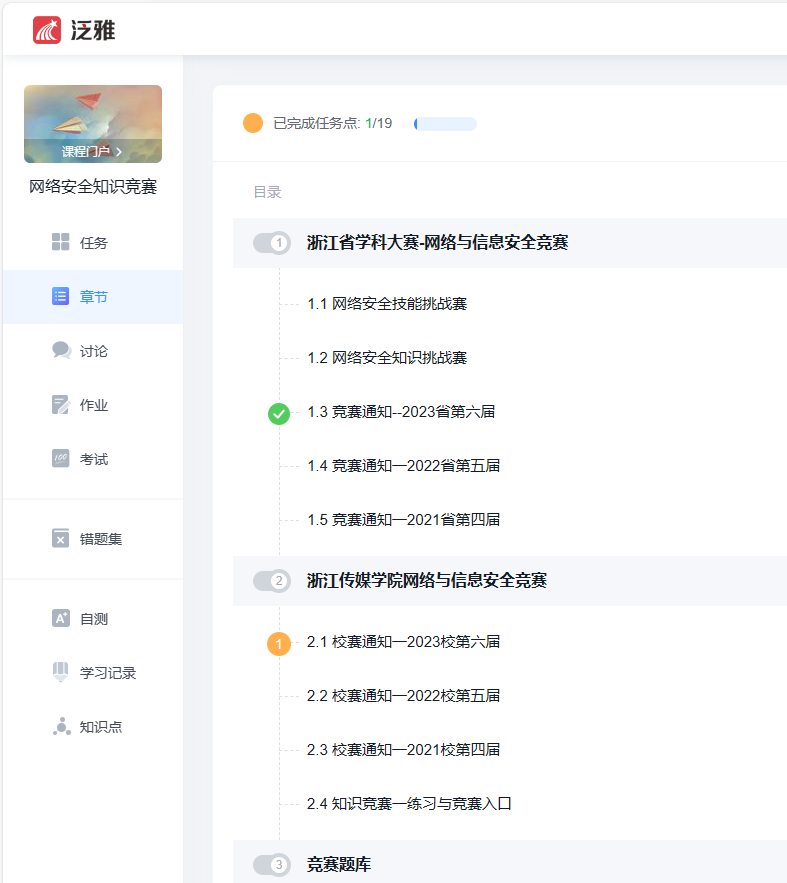 泛雅
课程门户 >
网络安全知识竞赛
任务
章节
讨论
作业
考试
错题集
自测
学习记录
知识点
已完成任务点: 1/19
目录
1 浙江省学科大赛-网络与信息安全竞赛
1.1 网络安全技能挑战赛
1.2 网络安全知识挑战赛
1.3 竞赛通知--2023省第六届
1.4 竞赛通知—2022省第五届
1.5 竞赛通知—2021省第四届
2 浙江传媒学院网络与信息安全竞赛
1 2.1 校赛通知—2023校第六届
2.2 校赛通知—2022校第五届
2.3 校赛通知—2021校第四届
2.4 知识竞赛—练习与竞赛入口
3 竞赛题库